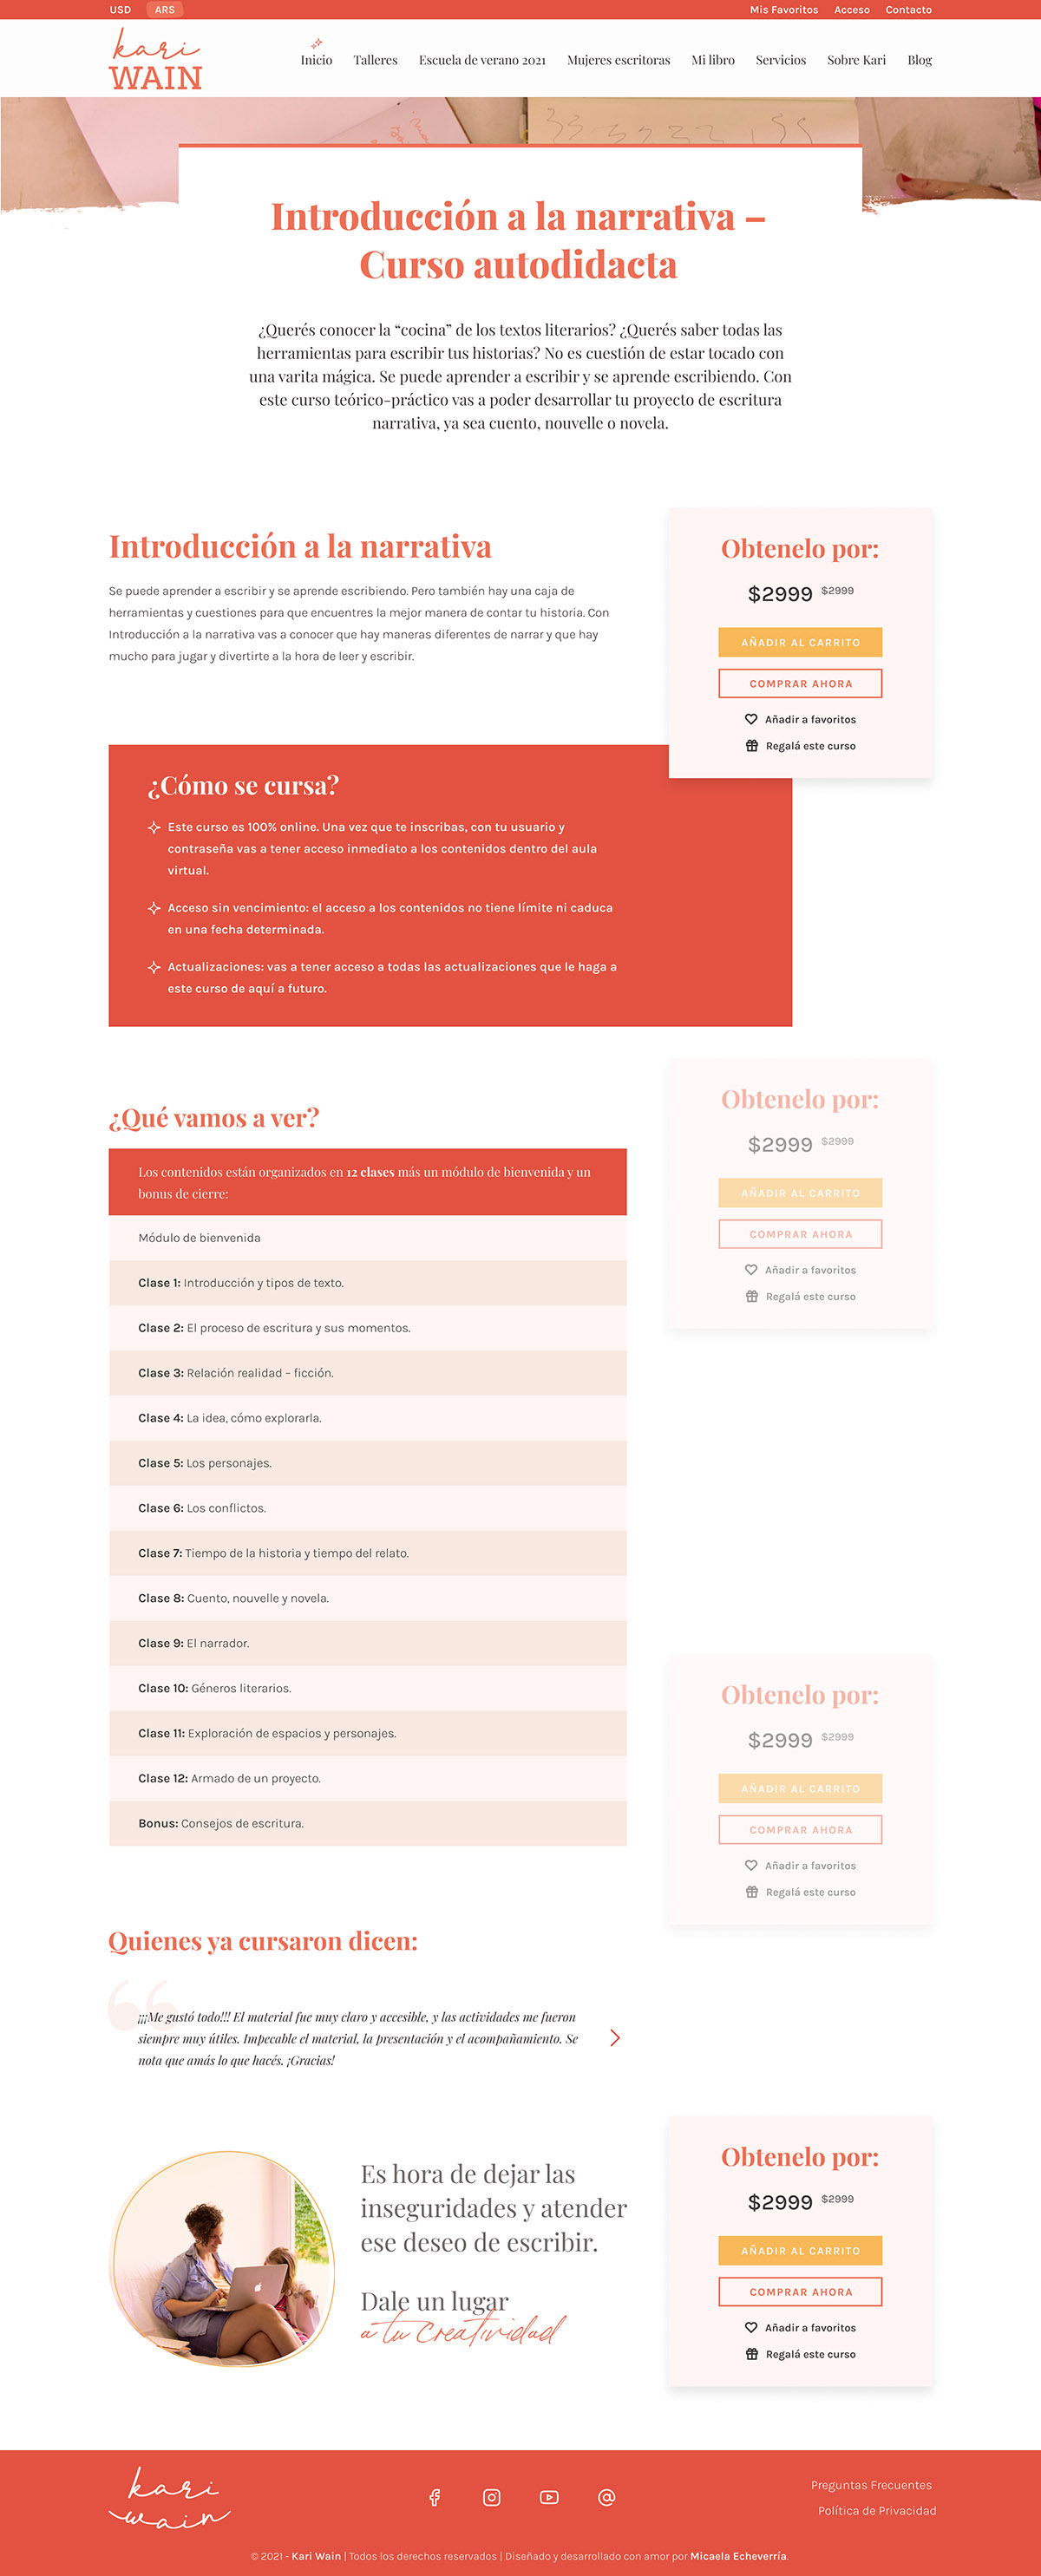 USD ARS Mis Favoritos Acceso Contacto
kari
WAIN
Inicio Talleres Escuela de verano 2021 Mujeres escritoras Mi libro Servicios Sobre Kari Blog
Introducción a la narrativa –
Curso autodidacta
¿Querés conocer la “cocina” de los textos literarios? ¿Querés saber todas las
herramientas para escribir tus historias? No es cuestión de estar tocado con
una varita mágica. Se puede aprender a escribir y se aprende escribiendo. Con
este curso teórico-práctico vas a poder desarrollar tu proyecto de escritura
narrativa, ya sea cuento, nouvelle o novela.
Introducción a la narrativa
Se puede aprender a escribir y se aprende escribiendo. Pero también hay una caja de
herramientas y cuestiones para que encuentres la mejor manera de contar tu historia. Con
Introducción a la narrativa vas a conocer que hay maneras diferentes de narrar y que hay
mucho para jugar y divertirte a la hora de leer y escribir.
Obtenelo por:
$2999 $2999
AÑADIR AL CARRITO
COMPRAR AHORA
Añadir a favoritos
Regalá este curso
¿Cómo se cursa?
Este curso es 100% online. Una vez que te inscribas, con tu usuario y
contraseña vas a tener acceso inmediato a los contenidos dentro del aula
virtual.
Acceso sin vencimiento: el acceso a los contenidos no tiene límite ni caduca
en una fecha determinada.
Actualizaciones: vas a tener acceso a todas las actualizaciones que le haga a
este curso de aquí a futuro.
¿Qué vamos a ver?
Los contenidos están organizados en 12 clases más un módulo de bienvenida y un
bonus de cierre:
Módulo de bienvenida
Clase 1: Introducción y tipos de texto.
Clase 2: El proceso de escritura y sus momentos.
Clase 3: Relación realidad – ficción.
Clase 4: La idea, cómo explorarla.
Clase 5: Los personajes.
Clase 6: Los conflictos.
Clase 7: Tiempo de la historia y tiempo del relato.
Clase 8: Cuento, nouvelle y novela.
Clase 9: El narrador.
Clase 10: Géneros literarios.
Clase 11: Exploración de espacios y personajes.
Clase 12: Armado de un proyecto.
Bonus: Consejos de escritura.
Obtenelo por:
$2999 $2999
AÑADIR AL CARRITO
COMPRAR AHORA
Añadir a favoritos
Regalá este curso
Obtenelo por:
$2999 $2999
AÑADIR AL CARRITO
COMPRAR AHORA
Añadir a favoritos
Regalá este curso
Quienes ya cursaron dicen:
¡¡¡Me gustó todo!!! El material fue muy claro y accesible, y las actividades me fueron
siempre muy útiles. Impecable el material, la presentación y el acompañamiento. Se
nota que amás lo que hacés. ¡Gracias!
Es hora de dejar las
inseguridades y atender
ese deseo de escribir.
Dale un lugar
a tu creatividad
Obtenelo por:
$2999 $2999
AÑADIR AL CARRITO
COMPRAR AHORA
Añadir a favoritos
Regalá este curso
kari
wain
Preguntas Frecuentes
Política de Privacidad
© 2021 - Kari Wain | Todos los derechos reservados | Diseñado y desarrollado con amor por Micaela Echeverría.